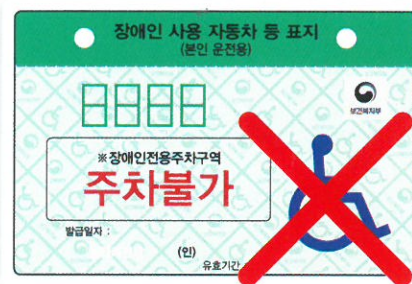 장애인 사용 자동차 등 표지
(본인 운전용)
보건복지부
※장애인전용주차구역
주차불가
발급일자 :
(인)
유효기간